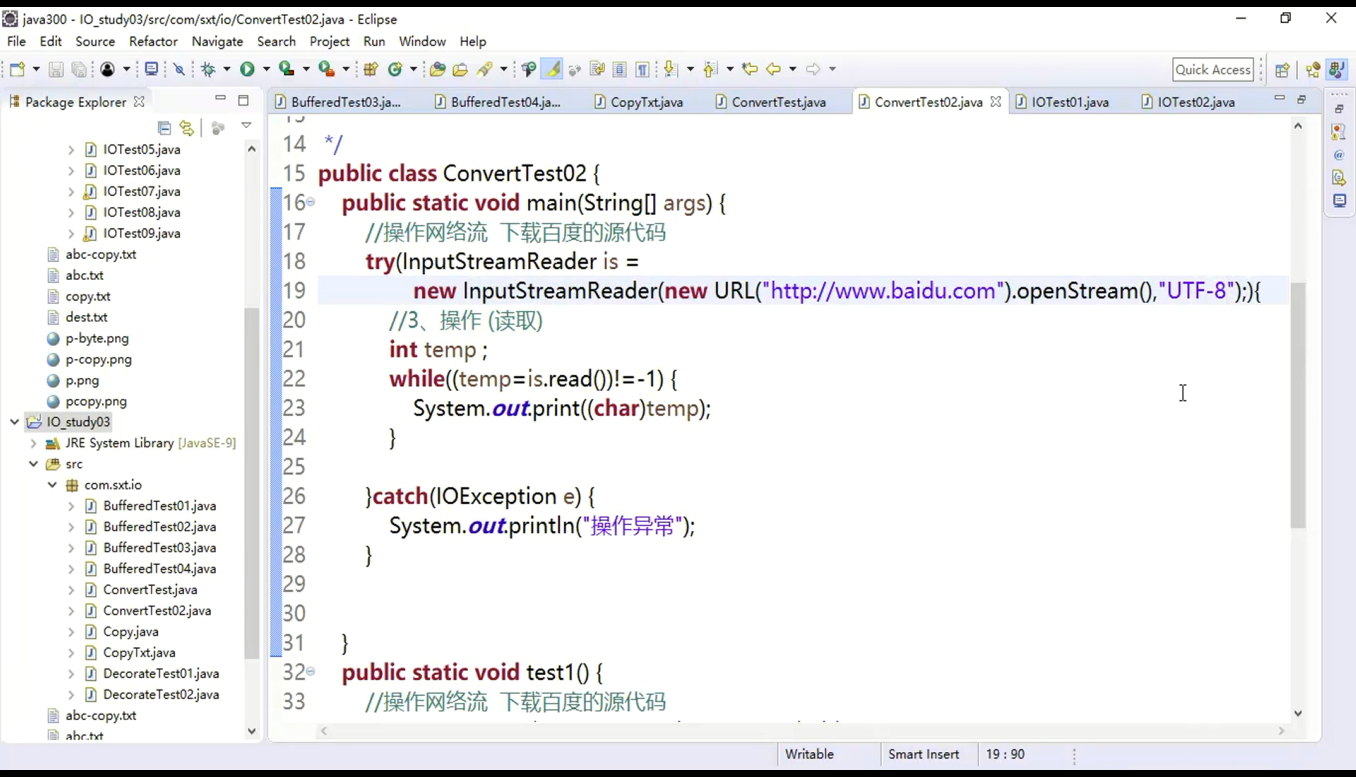 java300 - IO_study03/src/com/sxt/io/ConvertTest02.java - Eclipse
File Edit Source Refactor Navigate Search Project Run Window Help
Quick Access
Package Explorer
BufferedTest03.ja... BufferedTest04.ja... CopyTxt.java ConvertTest.java ConvertTest02.java IOTest01.java IOTest02.java
IOTest05.java
IOTest06.java
IOTest07.java
IOTest08.java
IOTest09.java
abc-copy.txt
abc.txt
copy.txt
dest.txt
p-byte.png
p-copy.png
p.png
pcopy.png
IO_study03
JRE System Library [JavaSE-9]
src
com.sxt.io
BufferedTest01.java
BufferedTest02.java
BufferedTest03.java
BufferedTest04.java
ConvertTest.java
ConvertTest02.java
Copy.java
CopyTxt.java
DecorateTest01.java
DecorateTest02.java
abc-copy.txt
abc.txt
14 */
15 public class ConvertTest02 {
16 public static void main(String[] args) {
17 //操作网络流 下载百度的源代码
18 try(InputStreamReader is =
19 new InputStreamReader(new URL("http://www.baidu.com").openStream(),"UTF-8");){
20 //3、操作 (读取)
21 int temp ;
22 while((temp=is.read())!=-1) {
23 System.out.print((char)temp);
24 }
25
26 }catch(IOException e) {
27 System.out.println("操作异常");
28 }
29
30
31 }
32 public static void test1() {
33 //操作网络流 下载百度的源代码
Writable Smart Insert 19 : 90